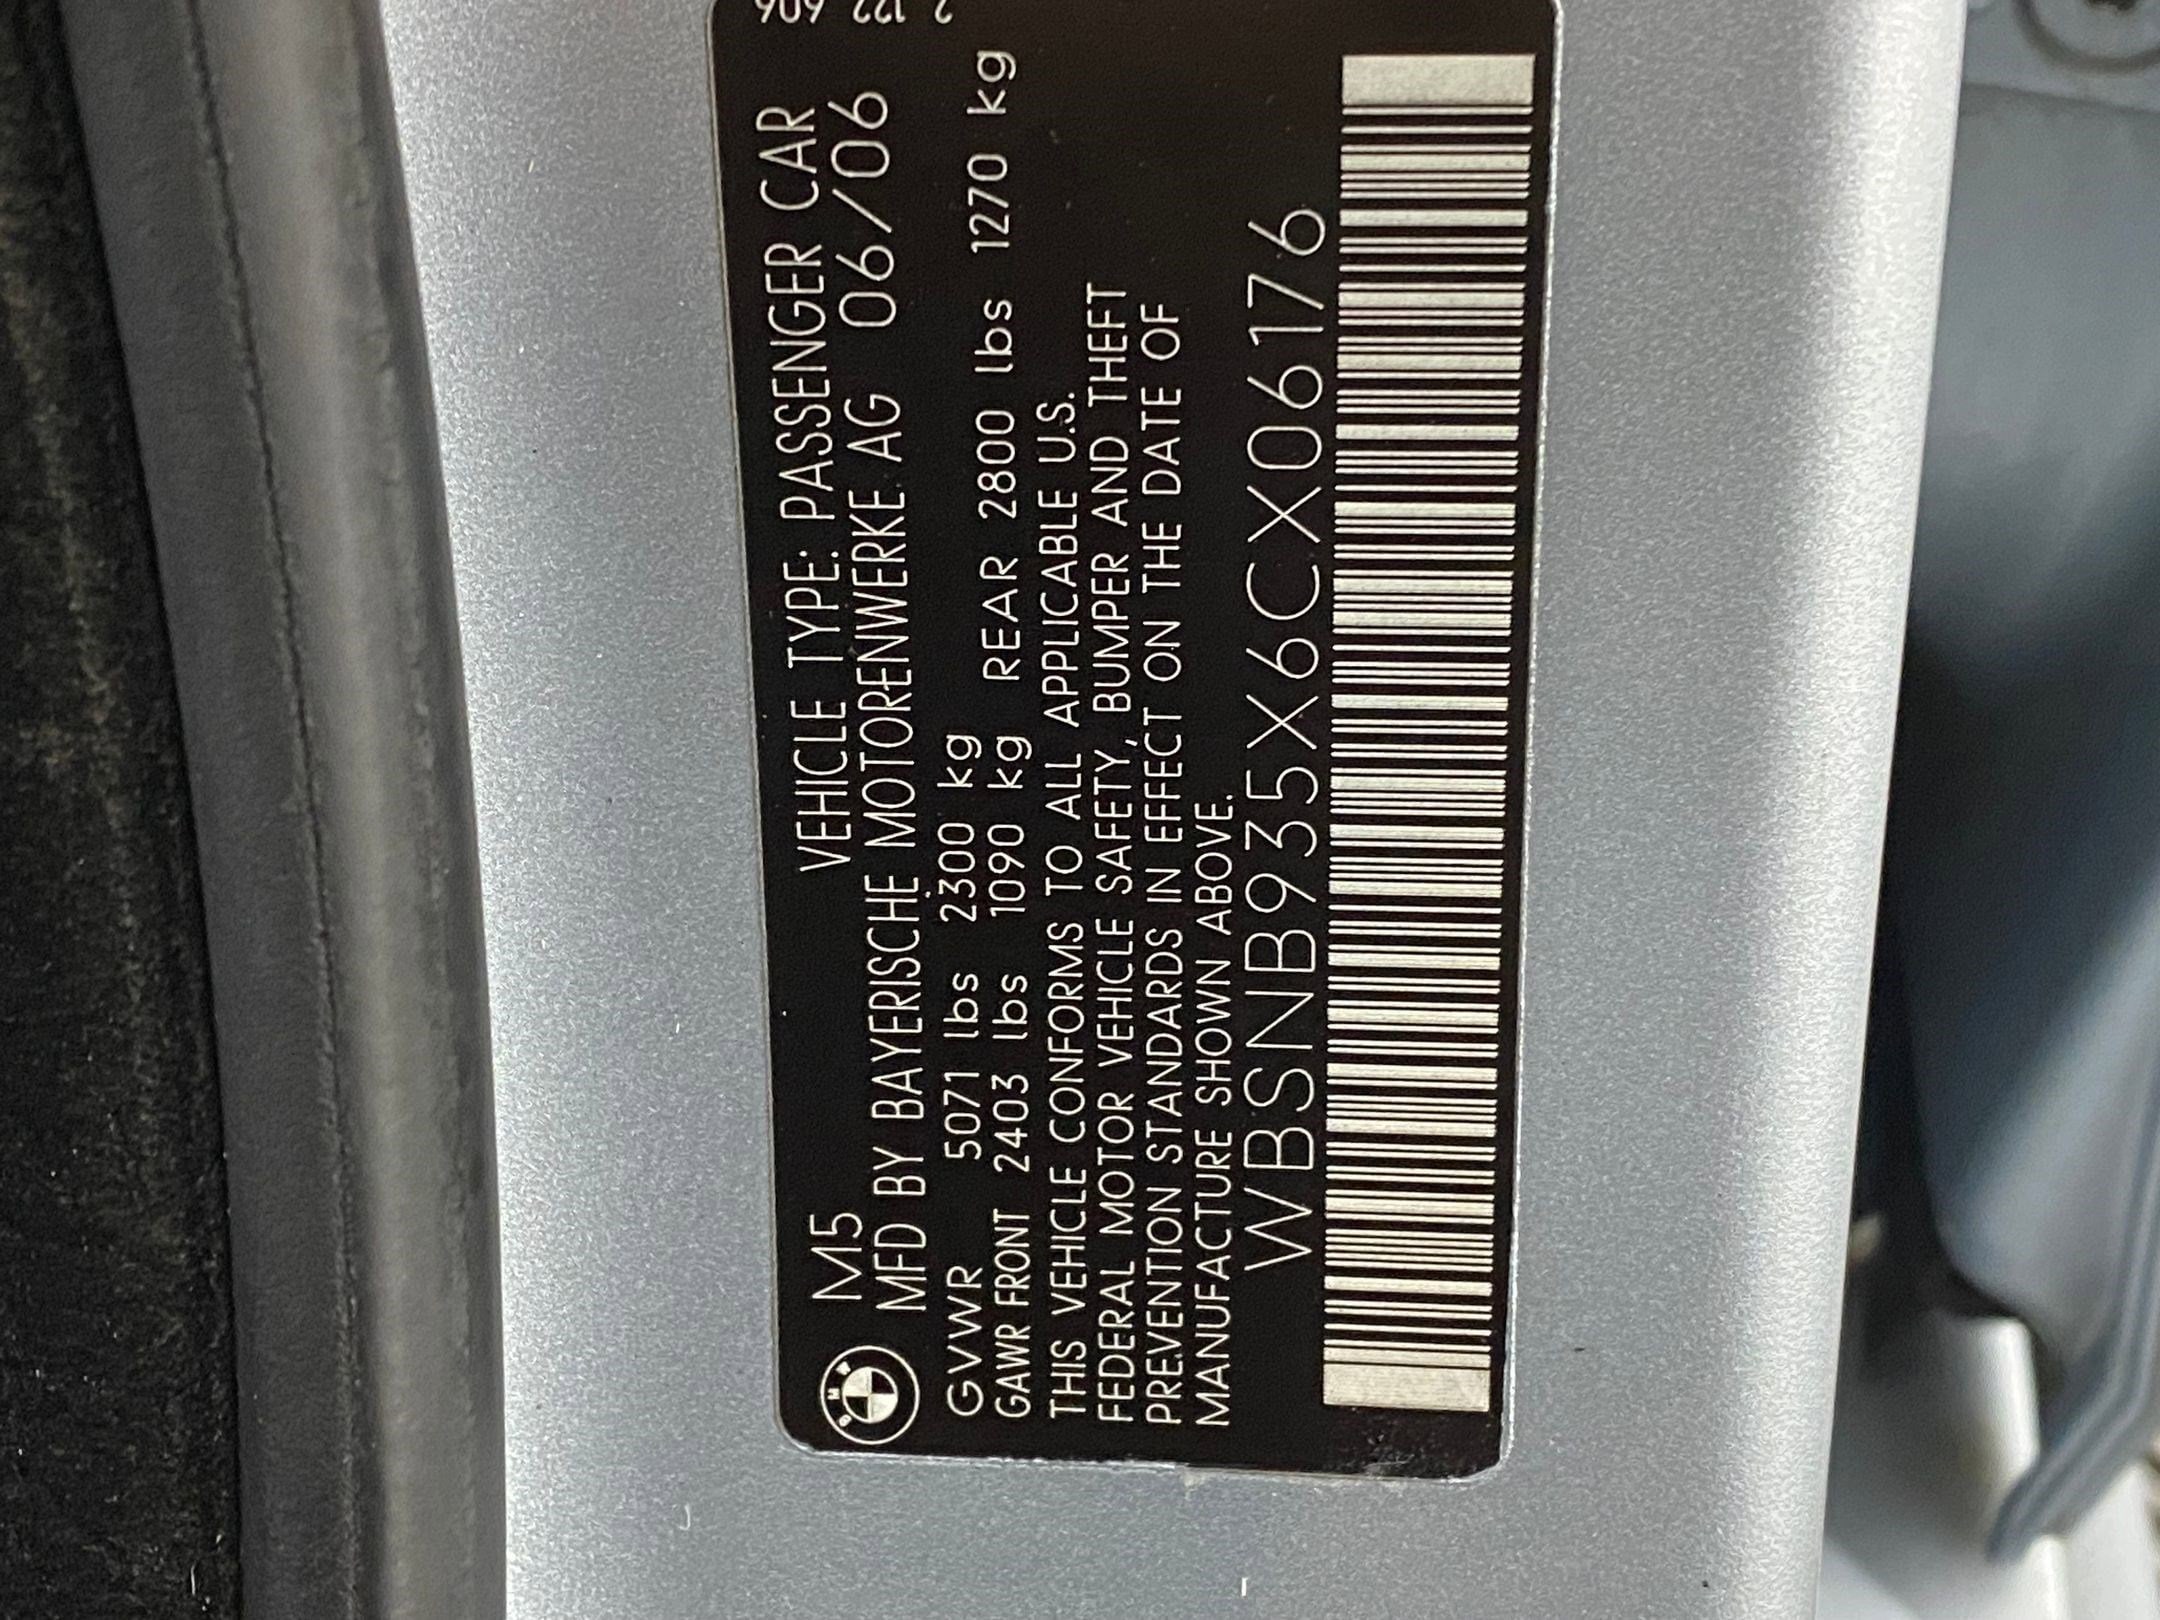 M5 VEHICLE TYPE: PASSENGER CAR
MFD BY BAYERISCHE MOTORENWERKE AG 06/06
GVWR 5071 lbs 2300 kg
GAWR FRONT 2403 lbs 1090 kg REAR 2800 lbs 1270 kg
THIS VEHICLE CONFORMS TO ALL APPLICABLE U.S.
FEDERAL MOTOR VEHICLE SAFETY, BUMPER AND THEFT
PREVENTION STANDARDS IN EFFECT ON THE DATE OF
MANUFACTURE SHOWN ABOVE.
WBSNB935X6CX06176
BMW
2 122 606